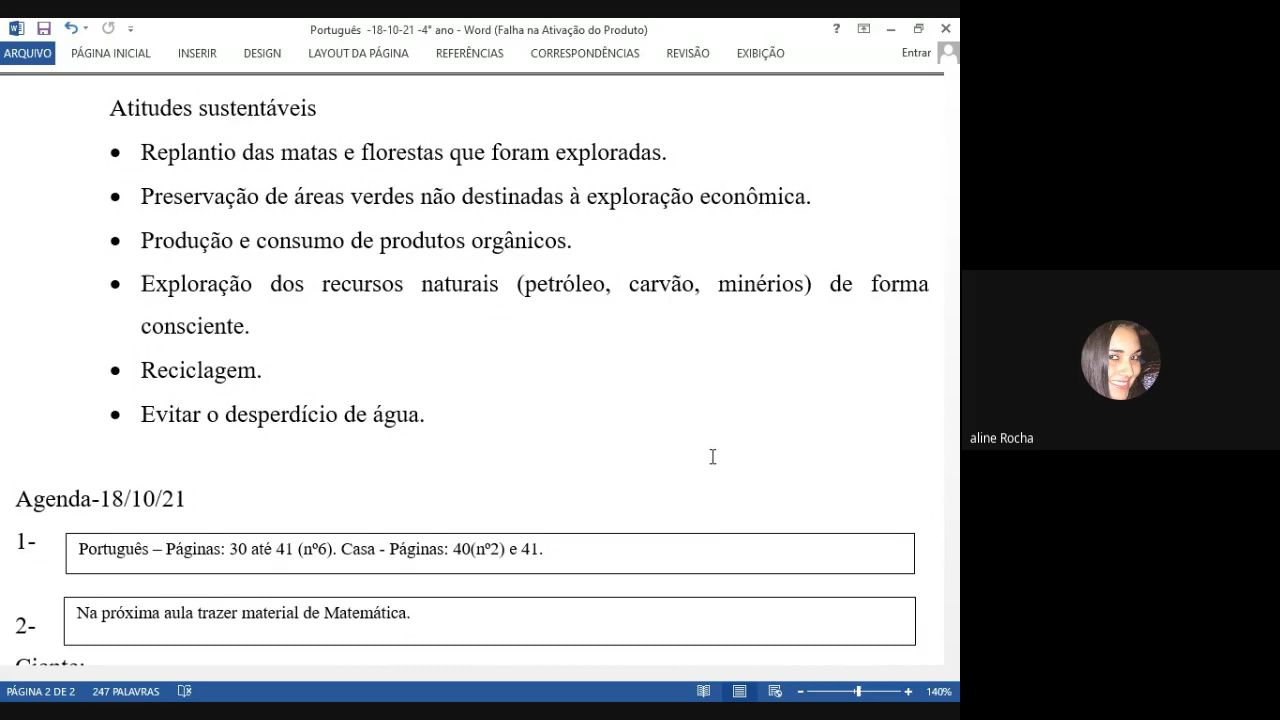 Português -18-10-21 -4° ano - Word (Falha na Ativação do Produto)
?
ARQUIVO PÁGINA INICIAL INSERIR DESIGN LAYOUT DA PÁGINA REFERÊNCIAS CORRESPONDÊNCIAS REVISÃO EXIBIÇÃO Entrar
Atitudes sustentáveis
• Replantio das matas e florestas que foram exploradas.
• Preservação de áreas verdes não destinadas à exploração econômica.
• Produção e consumo de produtos orgânicos.
• Exploração dos recursos naturais (petróleo, carvão, minérios) de forma
consciente.
• Reciclagem.
• Evitar o desperdício de água.
aline Rocha
Agenda-18/10/21
1- Português – Páginas: 30 até 41 (nº6). Casa - Páginas: 40(nº2) e 41.
2- Na próxima aula trazer material de Matemática.
PÁGINA 2 DE 2 247 PALAVRAS 140%